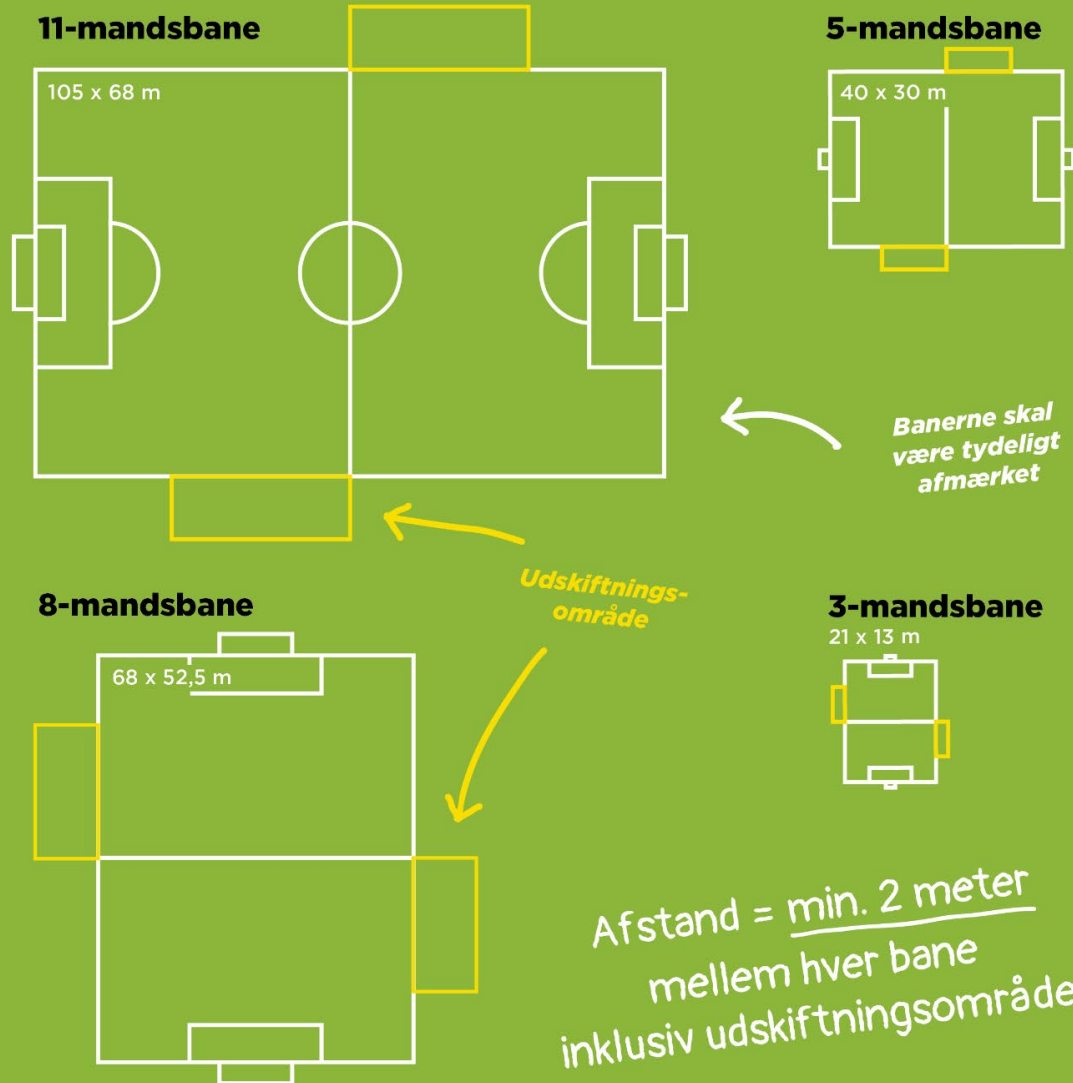 11-mandsbane
105 x 68 m
5-mandsbane
40 x 30 m
Banerne skal
være tydeligt
afmærket
Udskiftnings-
område
8-mandsbane
68 x 52,5 m
3-mandsbane
21 x 13 m
Afstand = min. 2 meter
mellem hver bane
inklusiv udskiftningsområde